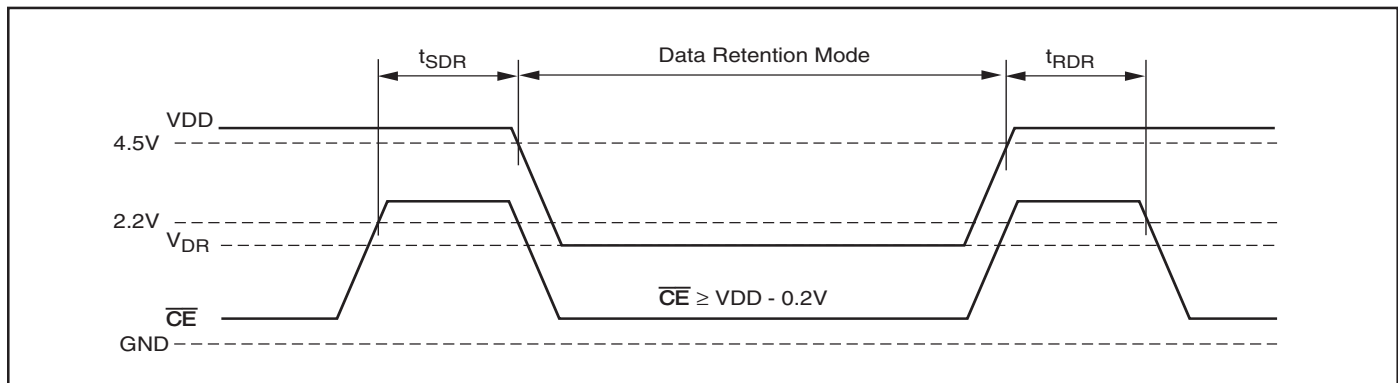 tSDR
Data Retention Mode
tRDR
VDD
4.5V
2.2V
VDR
CE ≥ VDD - 0.2V
CE
GND